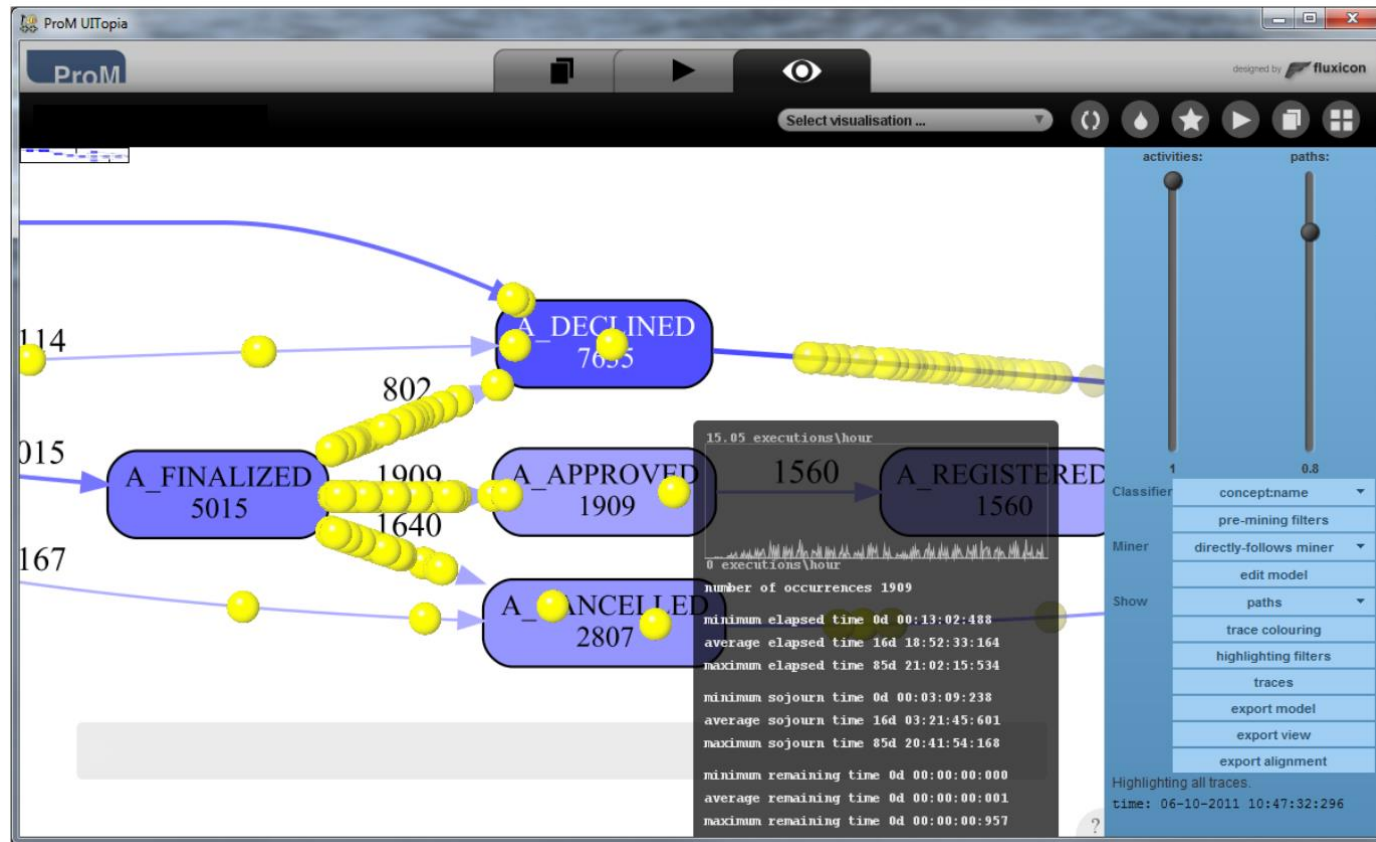 ProM UITopia
ProM
designed by fluxicon
Select visualisation ...
activities:
paths:
114
A_DECLINED
7635
802
015
A_FINALIZED
5015
1909
A_APPROVED
1909
1560
A_REGISTERED
1560
1640
167
A_CANCELLED
2807
15.05 executions\hour
0 executions\hour
number of occurrences 1909
minimum elapsed time 0d 00:13:02:488
average elapsed time 16d 18:52:33:164
maximum elapsed time 85d 21:02:15:534
minimum sojourn time 0d 00:03:09:238
average sojourn time 16d 03:21:45:601
maximum sojourn time 85d 20:41:54:168
minimum remaining time 0d 00:00:00:000
average remaining time 0d 00:00:00:001
maximum remaining time 0d 00:00:00:957
?
1
0.8
Classifier
concept:name
pre-mining filters
Miner
directly-follows miner
edit model
Show
paths
trace colouring
highlighting filters
traces
export model
export view
export alignment
Highlighting all traces.
time: 06-10-2011 10:47:32:296